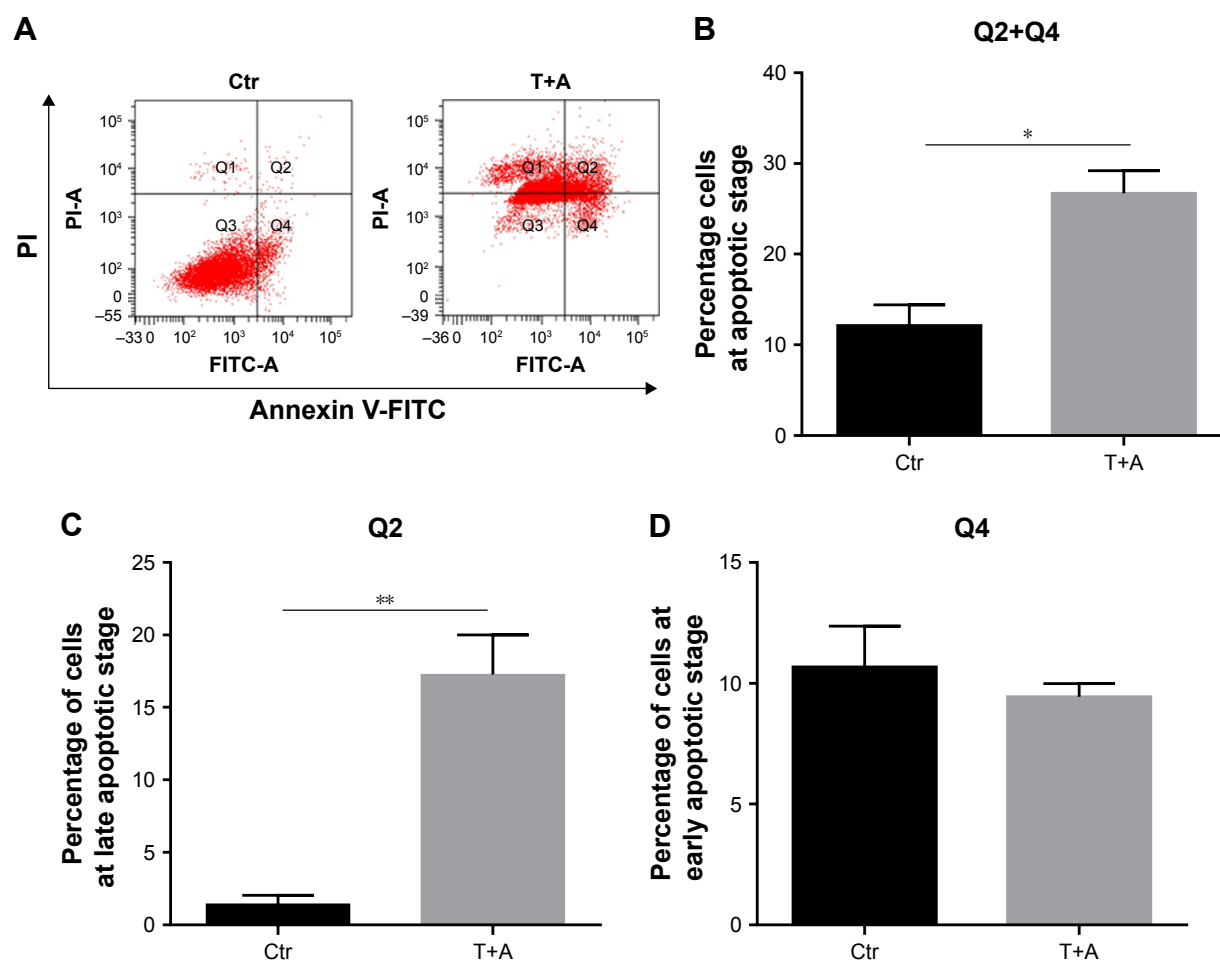 A
Ctr
T+A
PI
PI-A
10⁵
10⁴
10³
10²
0
–55
Q1
Q2
Q3
Q4
–33 0 10² 10³ 10⁴ 10⁵
FITC-A
PI-A
10⁵
10⁴
10³
10²
0
–39
Q1
Q2
Q3
Q4
–36 0 10² 10³ 10⁴ 10⁵
FITC-A
Annexin V-FITC
B
Q2+Q4
Percentage cells
at apoptotic stage
40
30
20
10
0
*
Ctr
T+A
C
Q2
Percentage of cells
at late apoptotic stage
25
20
15
10
5
0
**
Ctr
T+A
D
Q4
Percentage of cells at
early apoptotic stage
15
10
5
0
Ctr
T+A